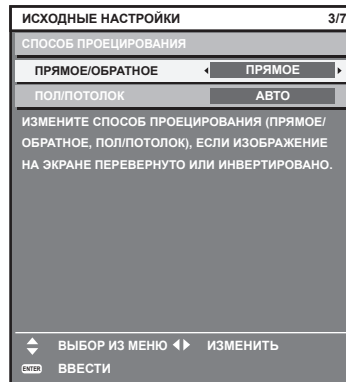 ИСХОДНЫЕ НАСТРОЙКИ 3/7
СПОСОБ ПРОЕЦИРОВАНИЯ
ПРЯМОЕ/ОБРАТНОЕ ПРЯМОЕ
ПОЛ/ПОТОЛОК АВТО
ИЗМЕНИТЕ СПОСОБ ПРОЕЦИРОВАНИЯ (ПРЯМОЕ/
ОБРАТНОЕ, ПОЛ/ПОТОЛОК), ЕСЛИ ИЗОБРАЖЕНИЕ
НА ЭКРАНЕ ПЕРЕВЕРНУТО ИЛИ ИНВЕРТИРОВАНО.
ВЫБОР ИЗ МЕНЮ ИЗМЕНИТЬ
ENTER ВВЕСТИ